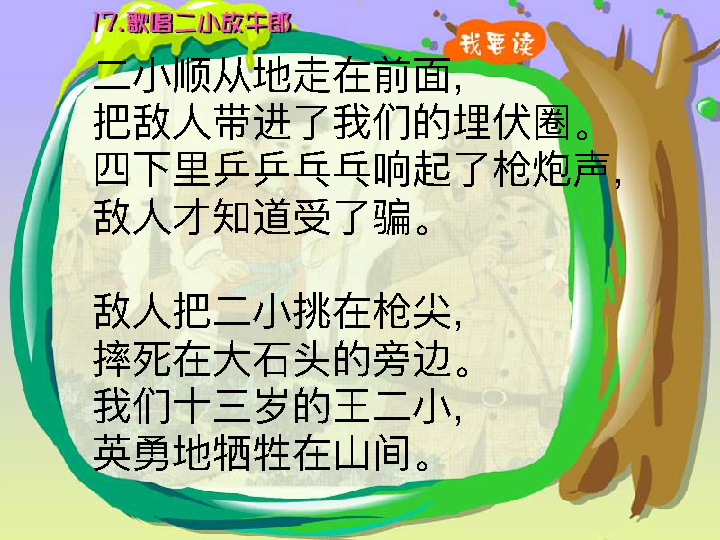 17.歌唱二小放牛郎
我要读
二小顺从地走在前面，
把敌人带进了我们的埋伏圈。
四下里乒乒乓乓响起了枪炮声，
敌人才知道受了骗。
敌人把二小挑在枪尖，
摔死在大石头的旁边。
我们十三岁的王二小，
英勇地牺牲在山间。